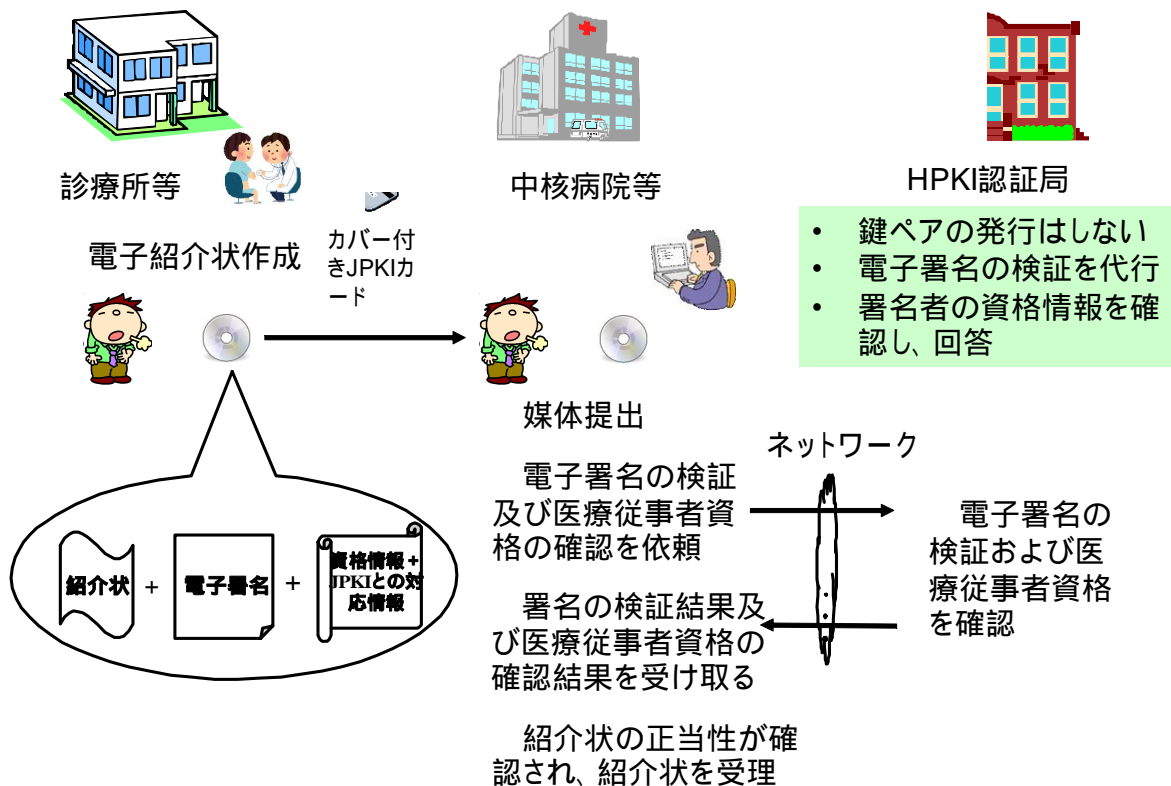 診療所等
中核病院等
HPKI認証局
電子紹介状作成
カバー付
きJPKIカ
ード
• 鍵ペアの発行はしない
• 電子署名の検証を代行
• 署名者の資格情報を確
認し、回答
媒体提出
ネットワーク
電子署名の検証
及び医療従事者資
格の確認を依頼
電子署名の
検証および医
療従事者資格
を確認
紹介状
+
電子署名
+
資格情報+
JPKIとの対
応情報
署名の検証結果及
び医療従事者資格の
確認結果を受け取る
紹介状の正当性が確
認され、紹介状を受理